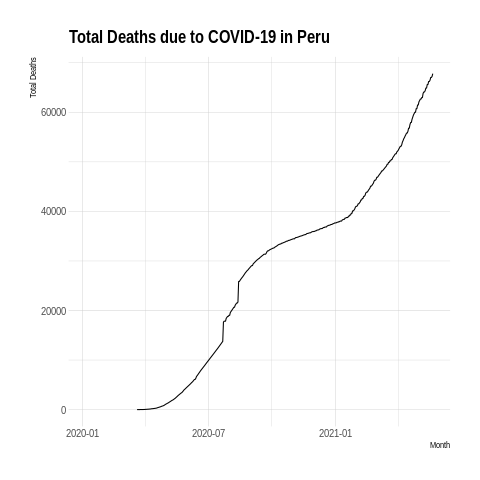 Total Deaths due to COVID-19 in Peru
Total Deaths
60000
40000
20000
0
2020-01 2020-07 2021-01
Month